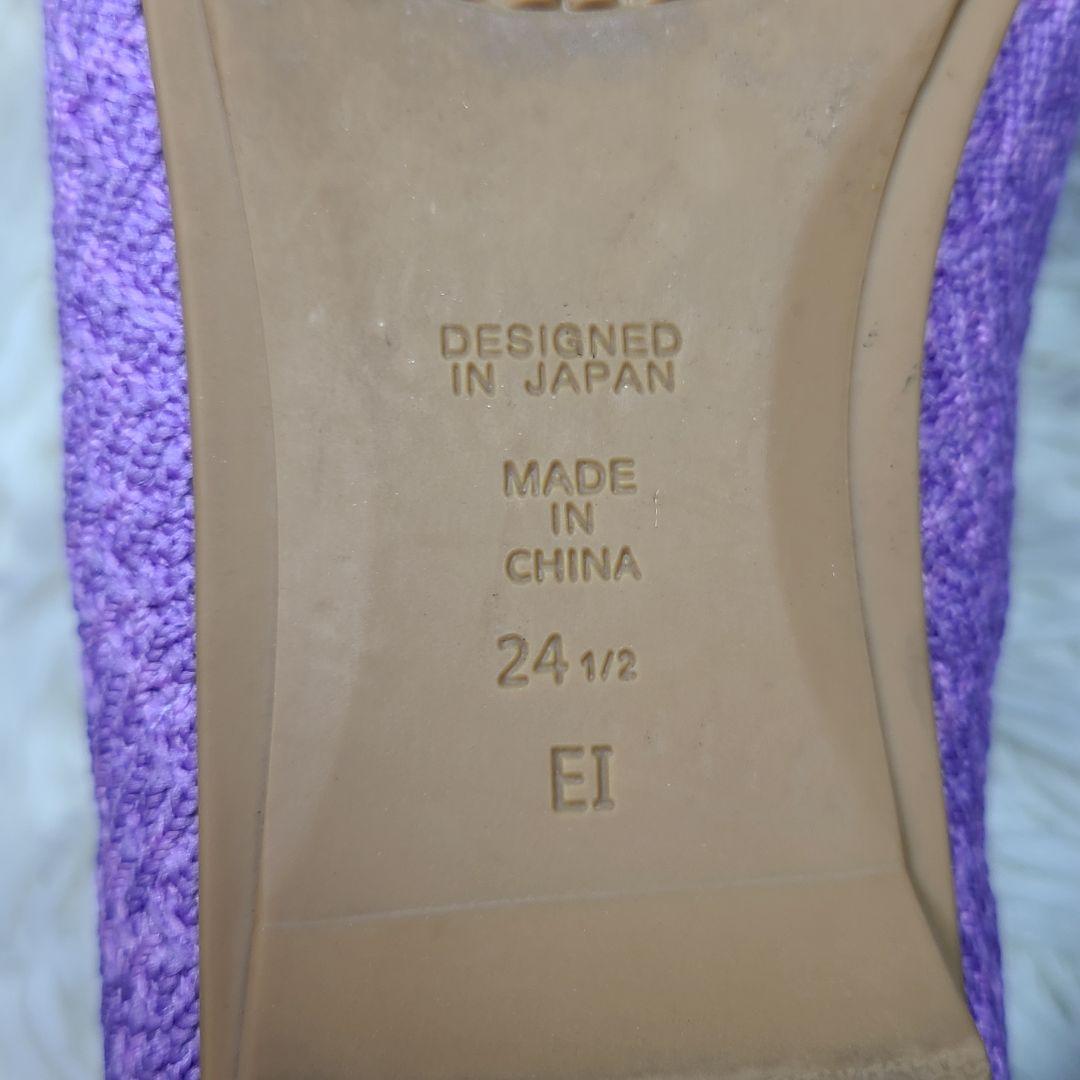 DESIGNED
IN JAPAN
MADE
IN
CHINA
24 1/2
EI